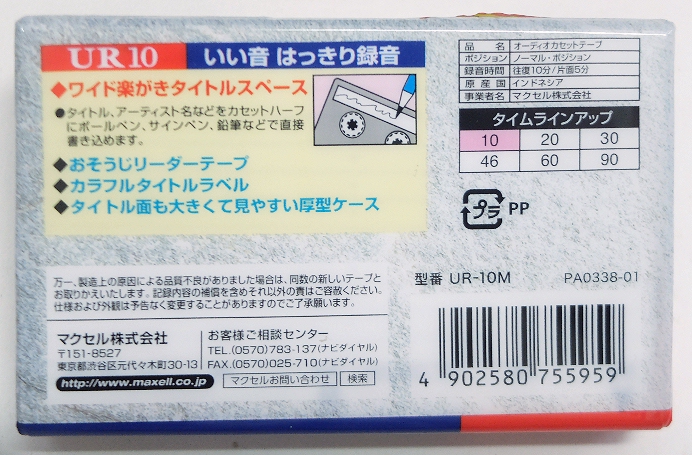 UR10 いい音 はっきり録音
◆ワイド楽がきタイトルスペース
●タイトル、アーティスト名などをカセットハーフ
にボールペン、サインペン、鉛筆などで直接
書き込めます。
◆おそうじリーダーテープ
◆カラフルタイトルラベル
◆タイトル面も大きくて見やすい厚型ケース
品名 オーディオカセットテープ
ポジション ノーマル・ポジション
録音時間 往復10分/片面5分
原産国 インドネシア
事業者名 マクセル株式会社
タイムラインアップ
10 20 30
46 60 90
プラ PP
万一、製造上の原因による品質不良がありました場合は、同数の新しいテープと
お取りかえいたします。記録内容の補償を含めそれ以外の責はご容赦ください。
仕様および外観は予告なく変更することがありますのでご了承願います。
マクセル株式会社
〒151-8527
東京都渋谷区元代々木町30-13
http://www.maxell.co.jp
お客様ご相談センター
TEL.(0570)783-137(ナビダイヤル)
FAX.(0570)025-710(ナビダイヤル)
マクセルお問い合わせ 検索
型番 UR-10M PA0338-01
4 902580 755959